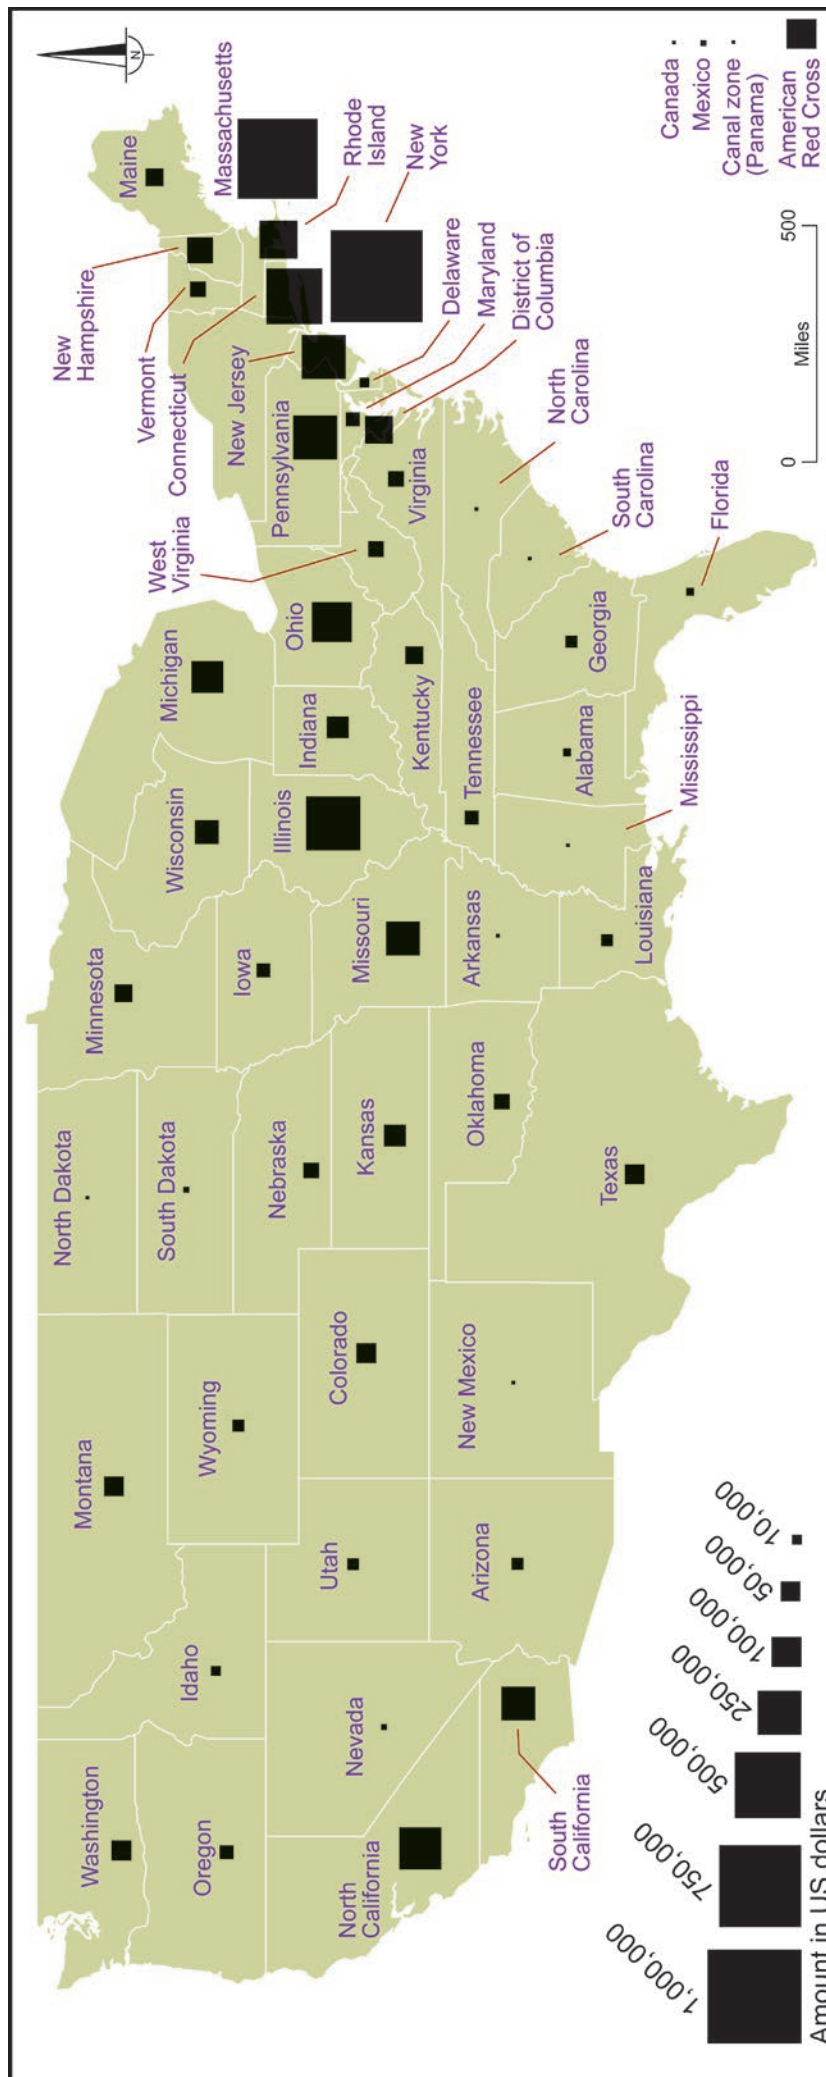 Washington
Oregon
North
California
South
California
Nevada
Idaho
Montana
Wyoming
Utah
Arizona
Colorado
New Mexico
North Dakota
South Dakota
Nebraska
Kansas
Oklahoma
Texas
Minnesota
Iowa
Missouri
Arkansas
Louisiana
Wisconsin
Illinois
Michigan
Indiana
Ohio
Kentucky
Tennessee
Mississippi
Alabama
Georgia
Florida
South
Carolina
North
Carolina
West
Virginia
Virginia
Pennsylvania
New Jersey
Connecticut
Vermont
New
Hampshire
Maine
Massachusetts
Rhode
Island
New
York
Delaware
Maryland
District of
Columbia
N
Canada
Mexico
Canal zone
(Panama)
American
Red Cross
0
500
Miles
1,000,000
750,000
500,000
250,000
100,000
50,000
10,000
Amount in US dollars